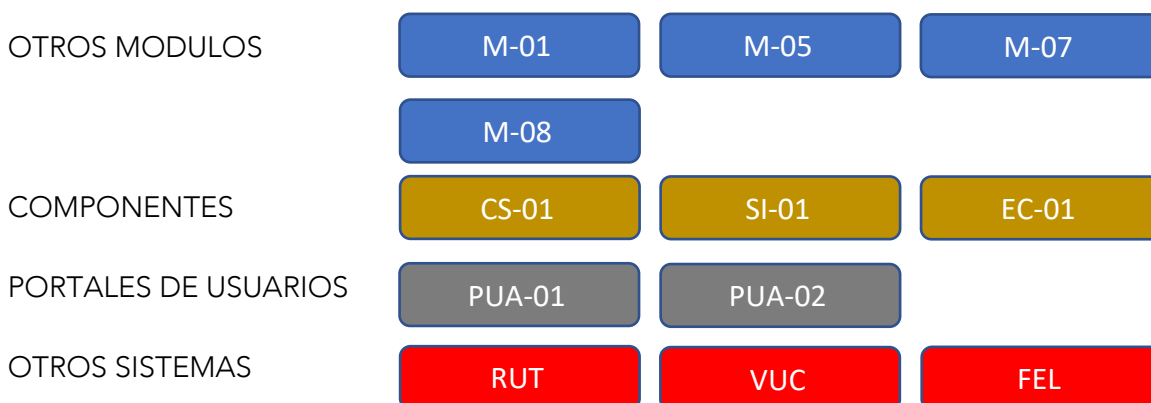 OTROS MODULOS M-01 M-05 M-07
M-08
COMPONENTES CS-01 SI-01 EC-01
PORTALES DE USUARIOS PUA-01 PUA-02
OTROS SISTEMAS RUT VUC FEL